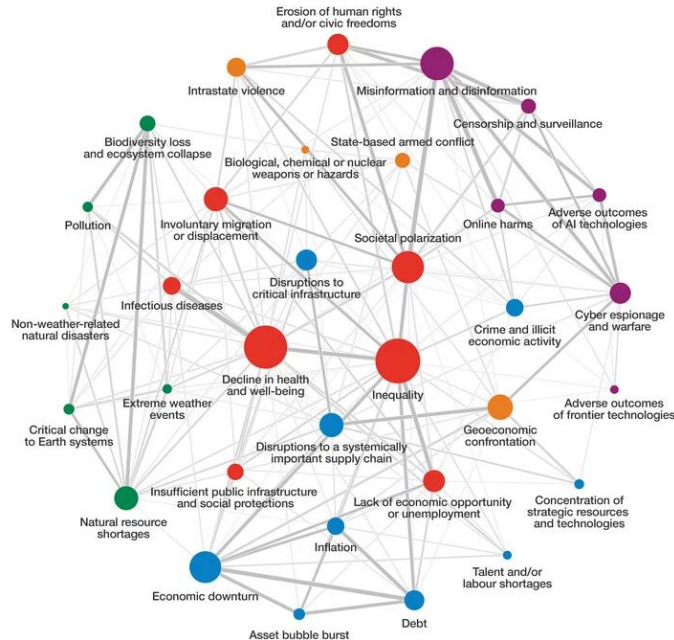 Erosion of human rights
and/or civic freedoms
Intrastate violence
Misinformation and disinformation
Censorship and surveillance
Biodiversity loss
and ecosystem collapse
State-based armed conflict
Biological, chemical or nuclear
weapons or hazards
Pollution
Involuntary migration
or displacement
Societal polarization
Online harms
Adverse outcomes
of AI technologies
Disruptions to
critical infrastructure
Infectious diseases
Non-weather-related
natural disasters
Crime and illicit
economic activity
Cyber espionage
and warfare
Decline in health
and well-being
Inequality
Adverse outcomes
of frontier technologies
Extreme weather
events
Critical change
to Earth systems
Disruptions to a systemically
important supply chain
Geoeconomic
confrontation
Insufficient public infrastructure
and social protections
Lack of economic opportunity
or unemployment
Concentration of
strategic resources
and technologies
Natural resource
shortages
Inflation
Talent and/or
labour shortages
Economic downturn
Debt
Asset bubble burst